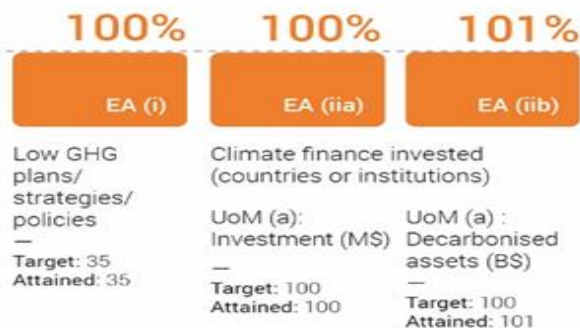 100%
100%
101%
EA (i)
EA (iia)
EA (iib)
Low GHG
plans/
strategies/
policies
—
Target: 35
Attained: 35
Climate finance invested
(countries or institutions)
UoM (a):
Investment (M$)
—
Target: 100
Attained: 100
UoM (a) :
Decarbonised
assets (B$)
—
Target: 100
Attained: 101